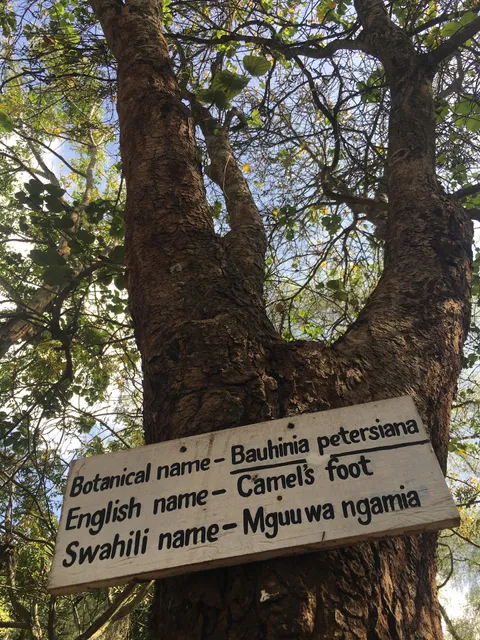 Botanical name - Bauhinia petersiana
English name - Camel's foot
Swahili name - Mguu wa ngamia